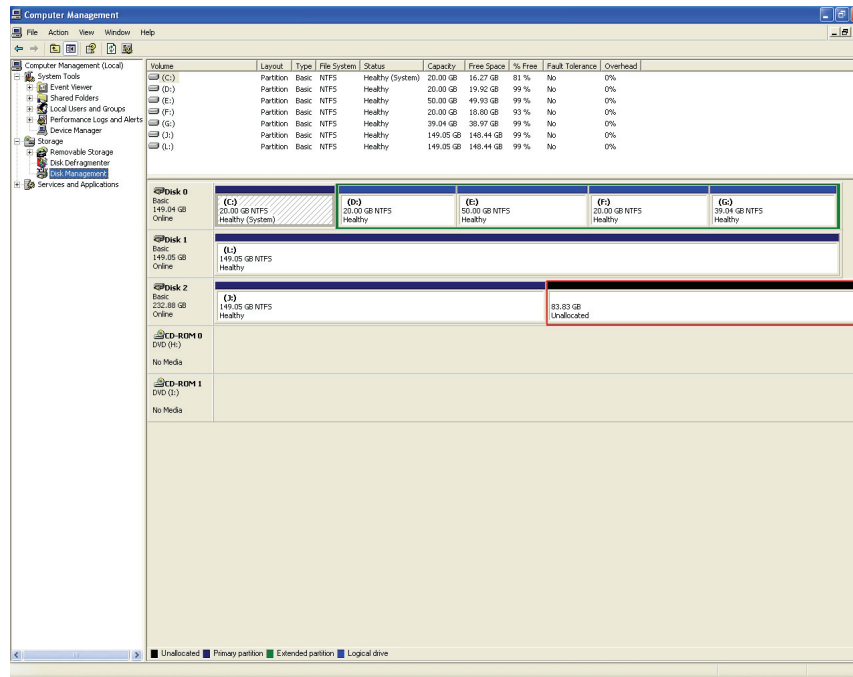 Computer Management
File Action View Window Help
Computer Management (Local)
System Tools
Event Viewer
Shared Folders
Local Users and Groups
Performance Logs and Alerts
Device Manager
Storage
Removable Storage
Disk Defragmenter
Disk Management
Services and Applications
Volume Layout Type File System Status Capacity Free Space % Free Fault Tolerance Overhead
(C:) Partition Basic NTFS Healthy (System) 20.00 GB 16.27 GB 81 % No 0%
(D:) Partition Basic NTFS Healthy 20.00 GB 19.92 GB 99 % No 0%
(E:) Partition Basic NTFS Healthy 50.00 GB 49.93 GB 99 % No 0%
(F:) Partition Basic NTFS Healthy 20.00 GB 18.80 GB 93 % No 0%
(G:) Partition Basic NTFS Healthy 39.04 GB 38.97 GB 99 % No 0%
(J:) Partition Basic NTFS Healthy 149.05 GB 148.44 GB 99 % No 0%
(L:) Partition Basic NTFS Healthy 149.05 GB 148.44 GB 99 % No 0%
Disk 0
Basic
149.04 GB
Online
(C:)
20.00 GB NTFS
Healthy (System)
(D:)
20.00 GB NTFS
Healthy
(E:)
50.00 GB NTFS
Healthy
(F:)
20.00 GB NTFS
Healthy
(G:)
39.04 GB NTFS
Healthy
Disk 1
Basic
149.05 GB
Online
(L:)
149.05 GB NTFS
Healthy
Disk 2
Basic
232.88 GB
Online
(J:)
149.05 GB NTFS
Healthy
83.83 GB
Unallocated
CD-ROM 0
DVD (H:)
No Media
CD-ROM 1
DVD (I:)
No Media
Unallocated Primary partition Extended partition Logical drive